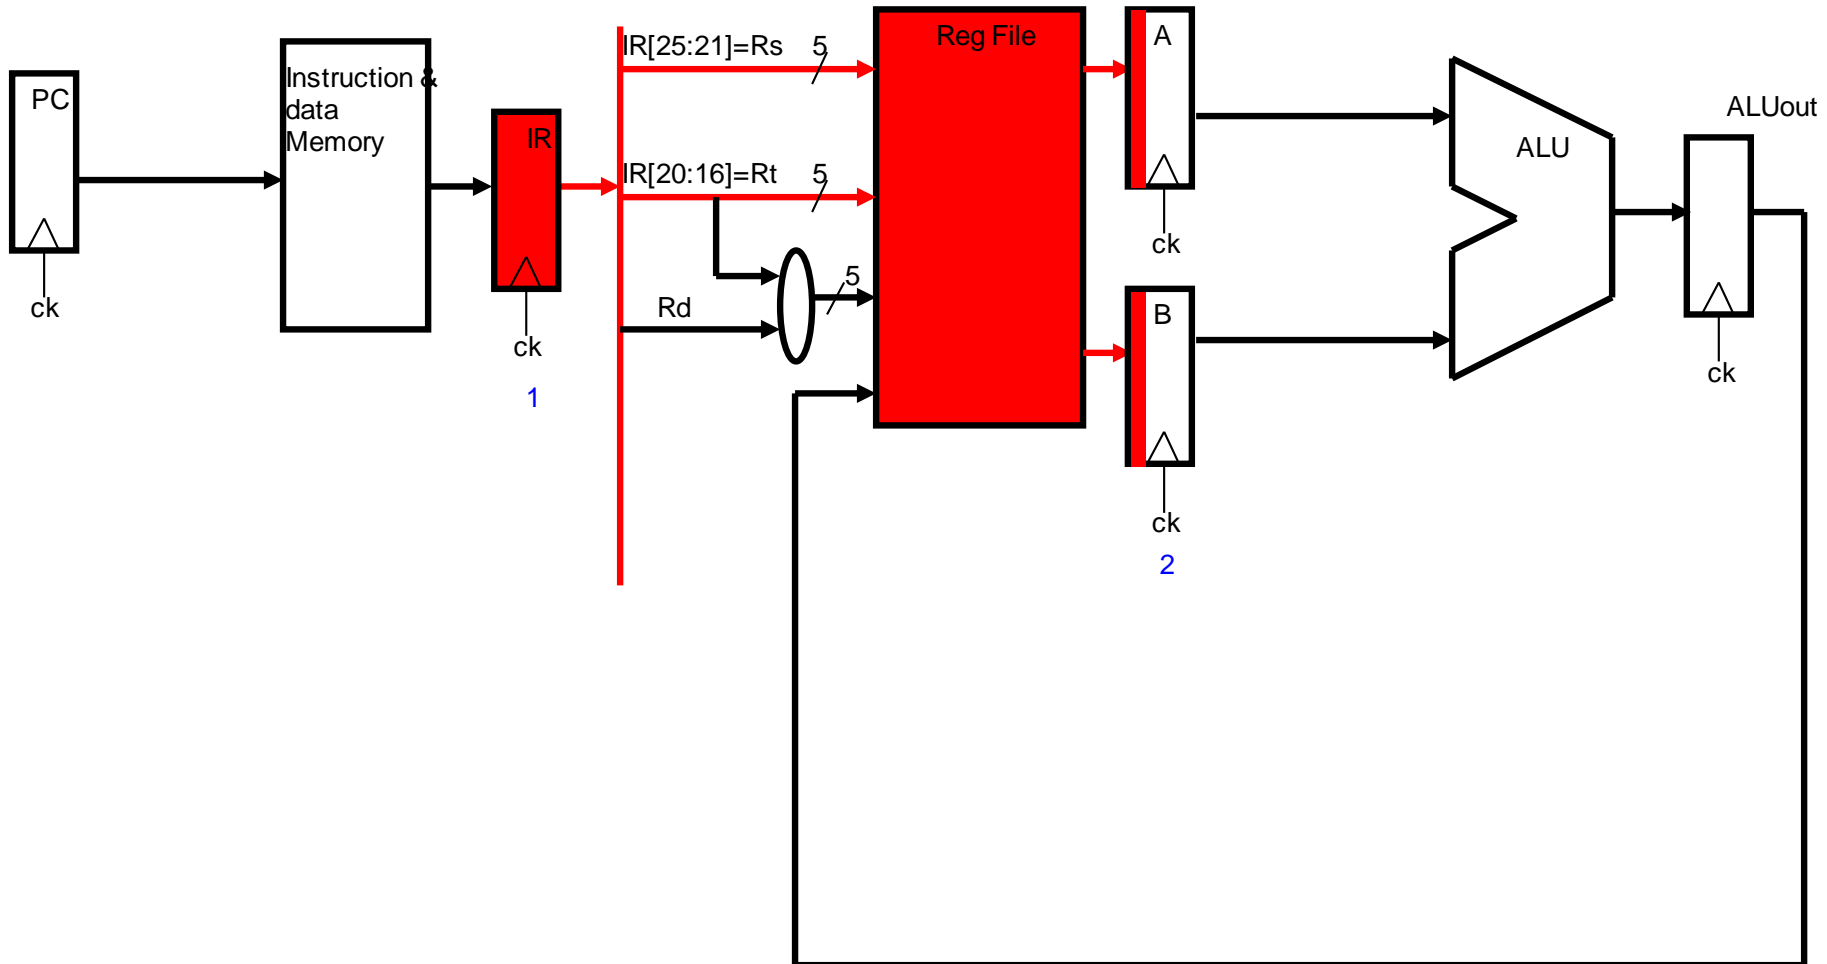 PC
ck
Instruction &
data
Memory
IR
ck
1
IR[25:21]=Rs
5
IR[20:16]=Rt
5
Rd
5
Reg File
A
ck
B
ck
2
ALU
ALUout
ck